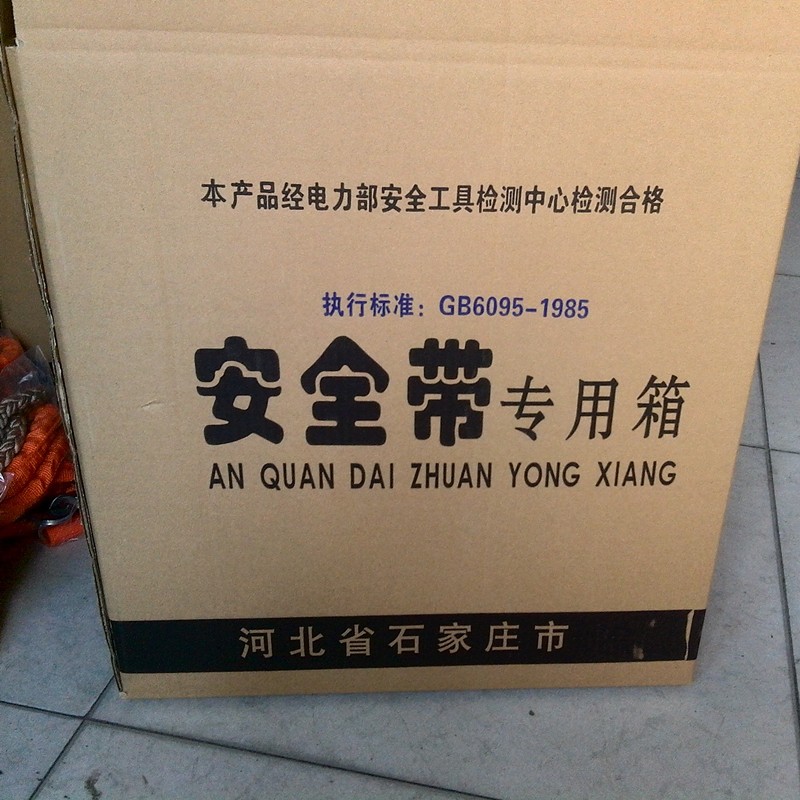 本产品经电力部安全工具检测中心检测合格
执行标准：GB6095-1985
安全带专用箱
AN QUAN DAI ZHUAN YONG XIANG
河北省石家庄市